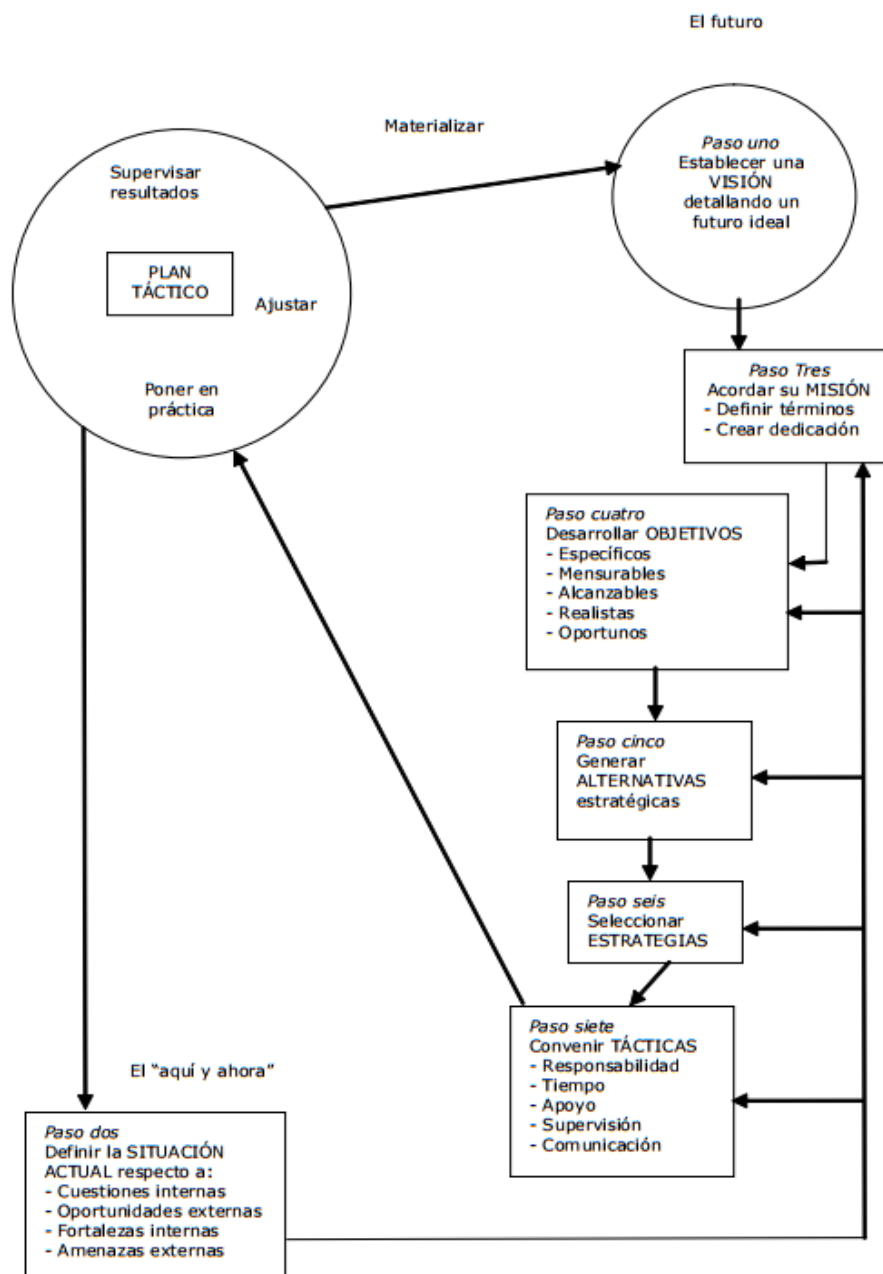 El futuro
Materializar
Paso uno
Establecer una
VISIÓN
detallando un
futuro ideal
Supervisar
resultados
PLAN
TÁCTICO
Ajustar
Poner en
práctica
Paso Tres
Acordar su MISIÓN
- Definir términos
- Crear dedicación
Paso cuatro
Desarrollar OBJETIVOS
- Específicos
- Mensurables
- Alcanzables
- Realistas
- Oportunos
Paso cinco
Generar
ALTERNATIVAS
estratégicas
Paso seis
Seleccionar
ESTRATEGIAS
Paso siete
Convenir TÁCTICAS
- Responsabilidad
- Tiempo
- Apoyo
- Supervisión
- Comunicación
El “aquí y ahora”
Paso dos
Definir la SITUACIÓN
ACTUAL respecto a:
- Cuestiones internas
- Oportunidades externas
- Fortalezas internas
- Amenazas externas